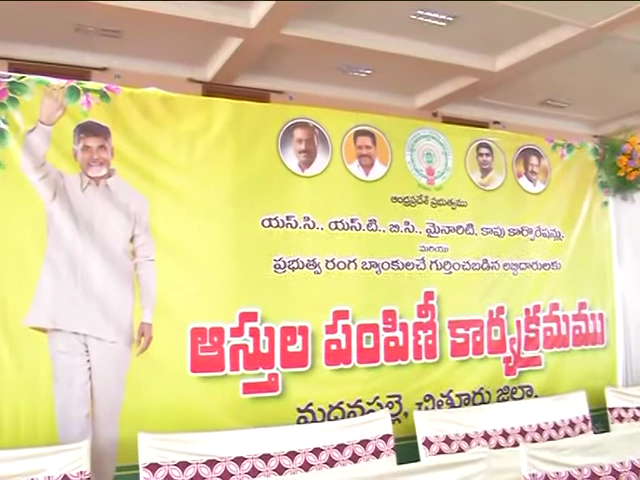 ఆంధ్రప్రదేశ్ ప్రభుత్వము
యస్.సి., యస్.టి., బి.సి., మైనారిటి, కాపు కార్పొరేషన్లు,
మరియు
ప్రభుత్వ రంగ బ్యాంకులచే గుర్తించబడిన లబ్ధిదారులకు
ఆస్తుల పంపిణీ కార్యక్రమము
మదనపల్లె, చిత్తూరు జిల్లా.